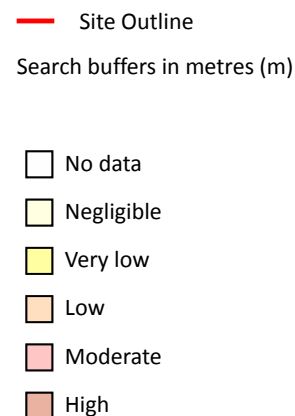 Site Outline
Search buffers in metres (m)
No data
Negligible
Very low
Low
Moderate
High